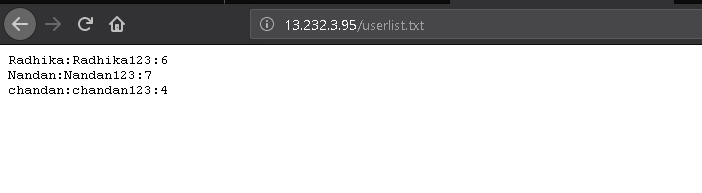 13.232.3.95/userlist.txt
Radhika:Radhika123:6
Nandan:Nandan123:7
chandan:chandan123:4